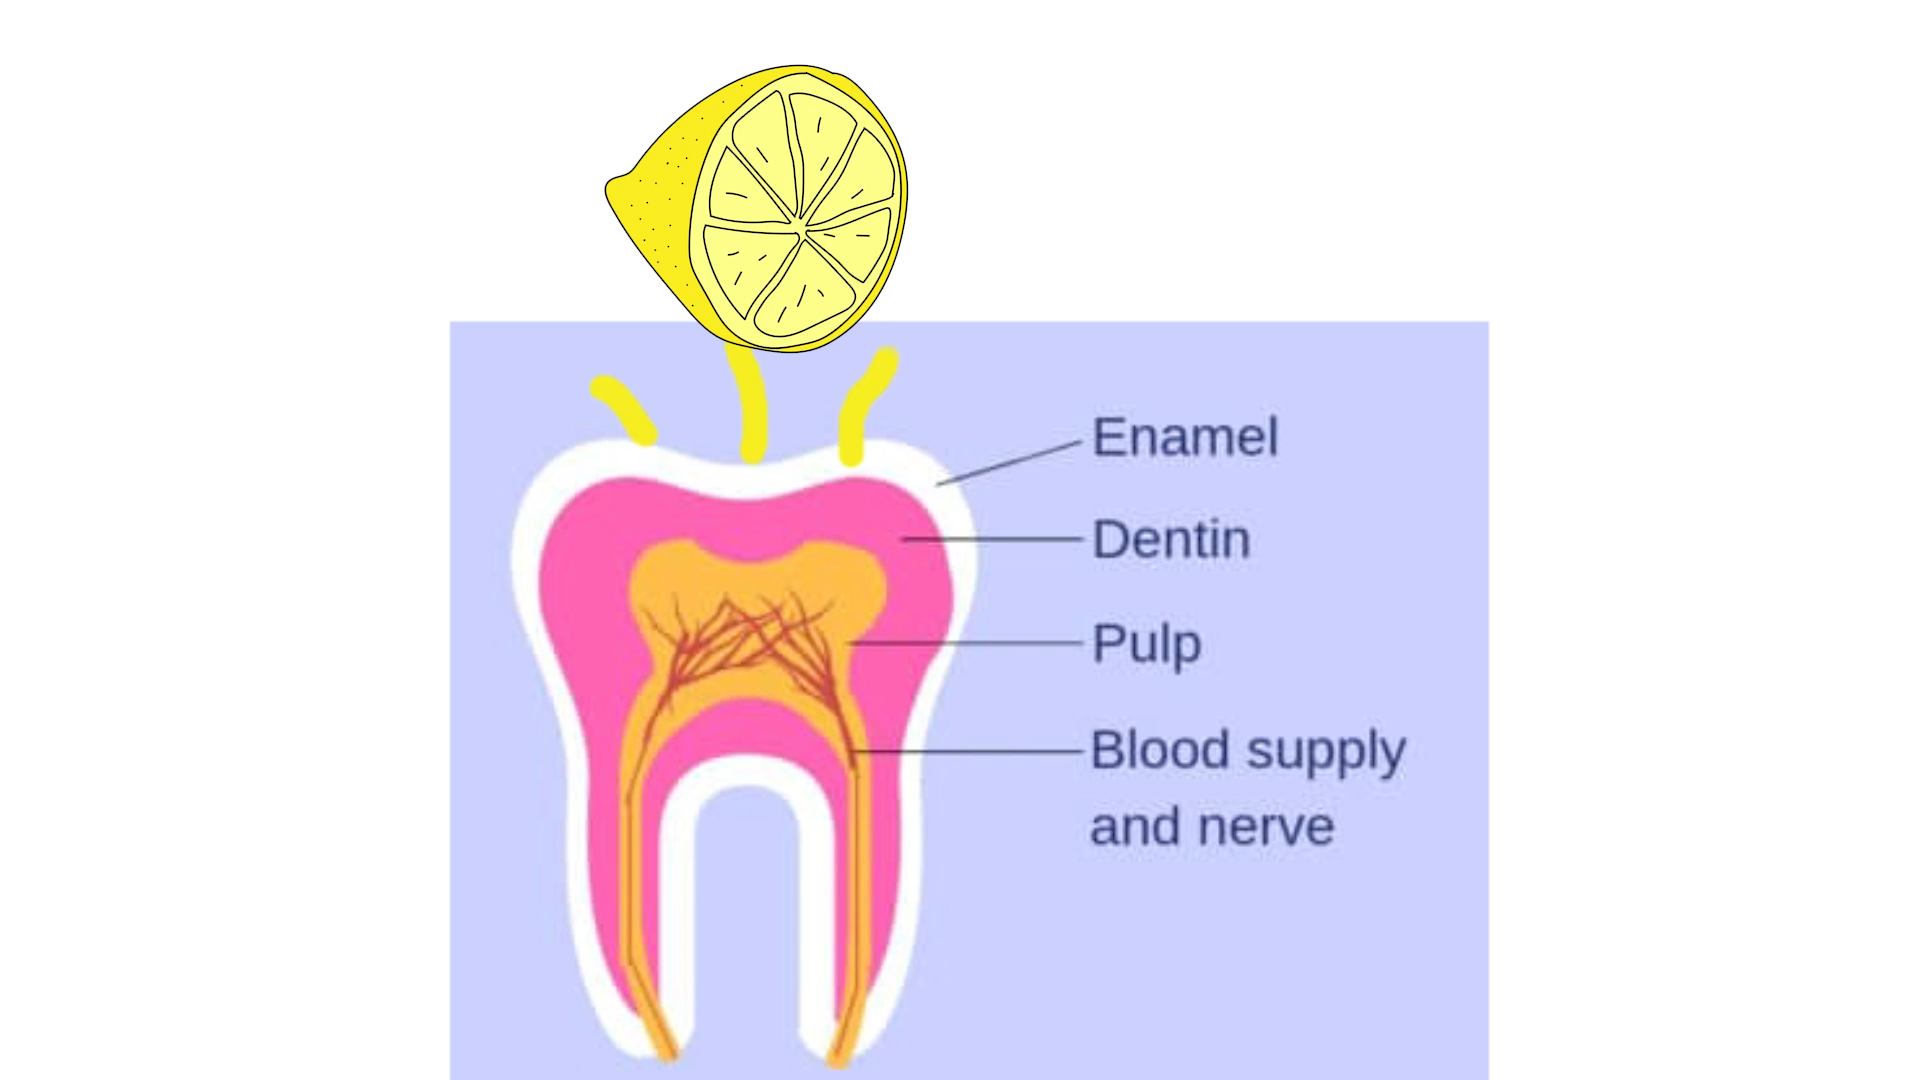 Enamel
Dentin
Pulp
Blood supply
and nerve